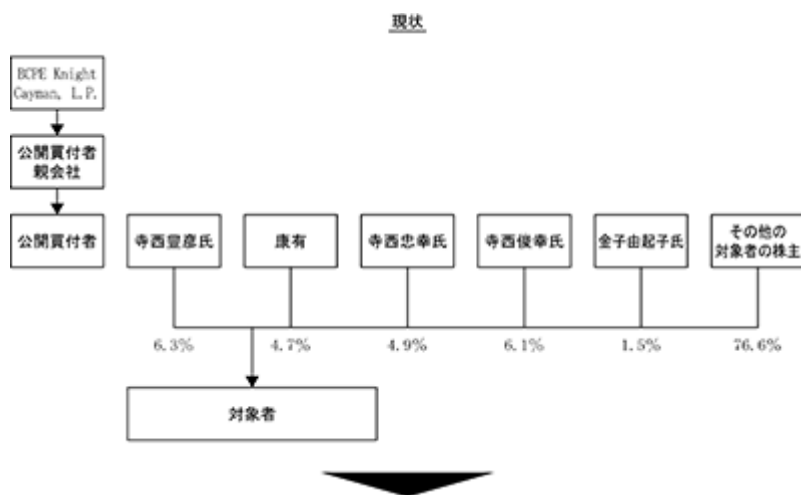 現状
BCPE Knight
Cayman, L.P.
公開買付者
親会社
公開買付者
寺西豊彦氏
康有
寺西忠幸氏
寺西俊幸氏
金子由起子氏
その他の
対象者の株主
6.3%
4.7%
4.9%
6.1%
1.5%
76.6%
対象者